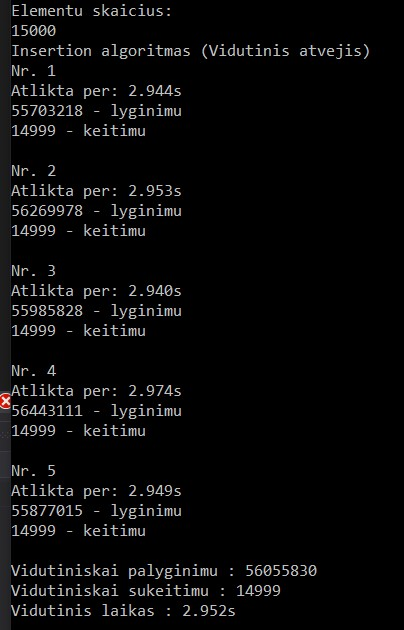 Elementu skaicius:
15000
Insertion algoritmas (Vidutinis atvejis)
Nr. 1
Atlikta per: 2.944s
55703218 - lyginimu
14999 - keitimu
Nr. 2
Atlikta per: 2.953s
56269978 - lyginimu
14999 - keitimu
Nr. 3
Atlikta per: 2.940s
55985828 - lyginimu
14999 - keitimu
Nr. 4
Atlikta per: 2.974s
56443111 - lyginimu
14999 - keitimu
Nr. 5
Atlikta per: 2.949s
55877015 - lyginimu
14999 - keitimu
Vidutiniskai palyginimu : 56055830
Vidutiniskai sukeitimu : 14999
Vidutinis laikas : 2.952s